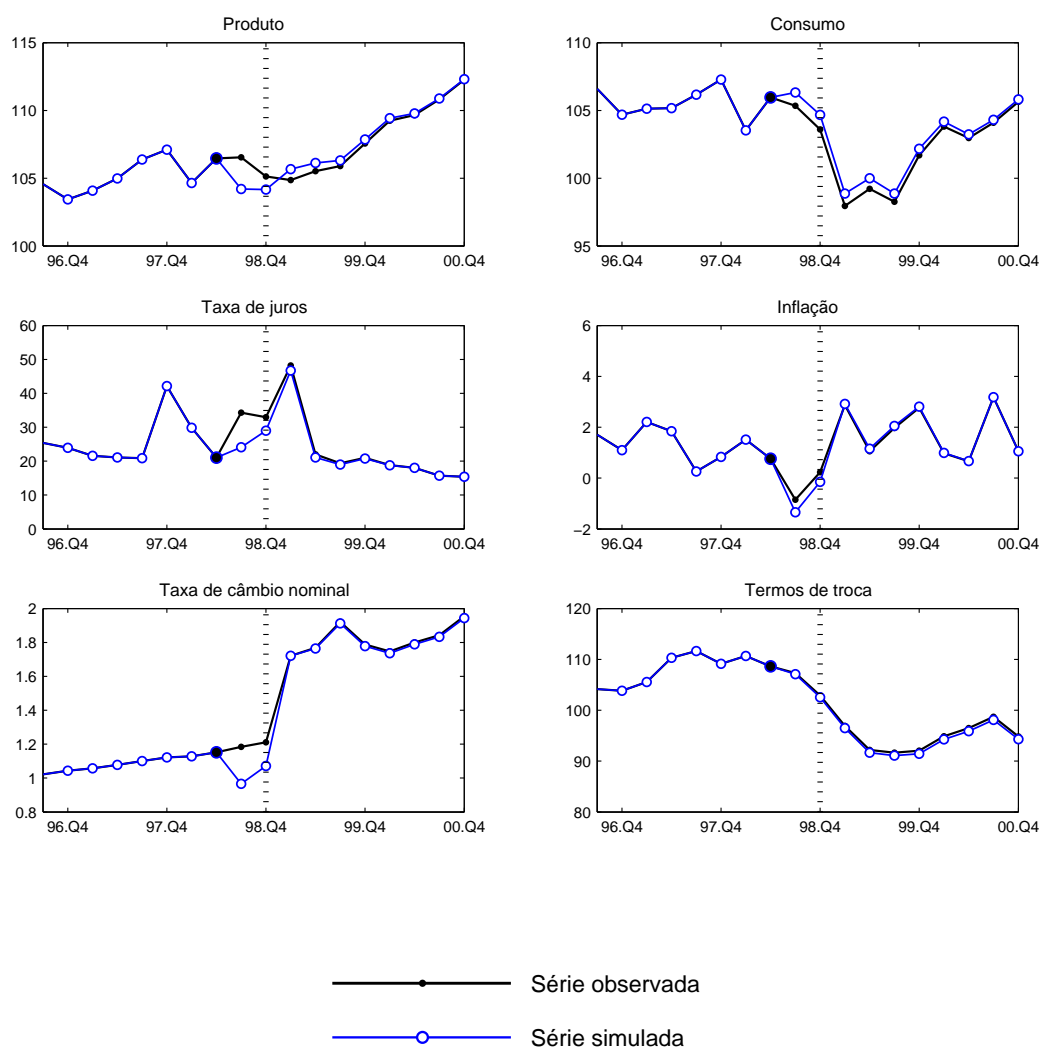 Produto
115
110
105
100
96.Q4 97.Q4 98.Q4 99.Q4 00.Q4
Consumo
110
105
100
95
96.Q4 97.Q4 98.Q4 99.Q4 00.Q4
Taxa de juros
60
50
40
30
20
10
0
96.Q4 97.Q4 98.Q4 99.Q4 00.Q4
Inflação
6
4
2
0
−2
96.Q4 97.Q4 98.Q4 99.Q4 00.Q4
Taxa de câmbio nominal
2
1.8
1.6
1.4
1.2
1
0.8
96.Q4 97.Q4 98.Q4 99.Q4 00.Q4
Termos de troca
120
110
100
90
80
96.Q4 97.Q4 98.Q4 99.Q4 00.Q4
Série observada
Série simulada